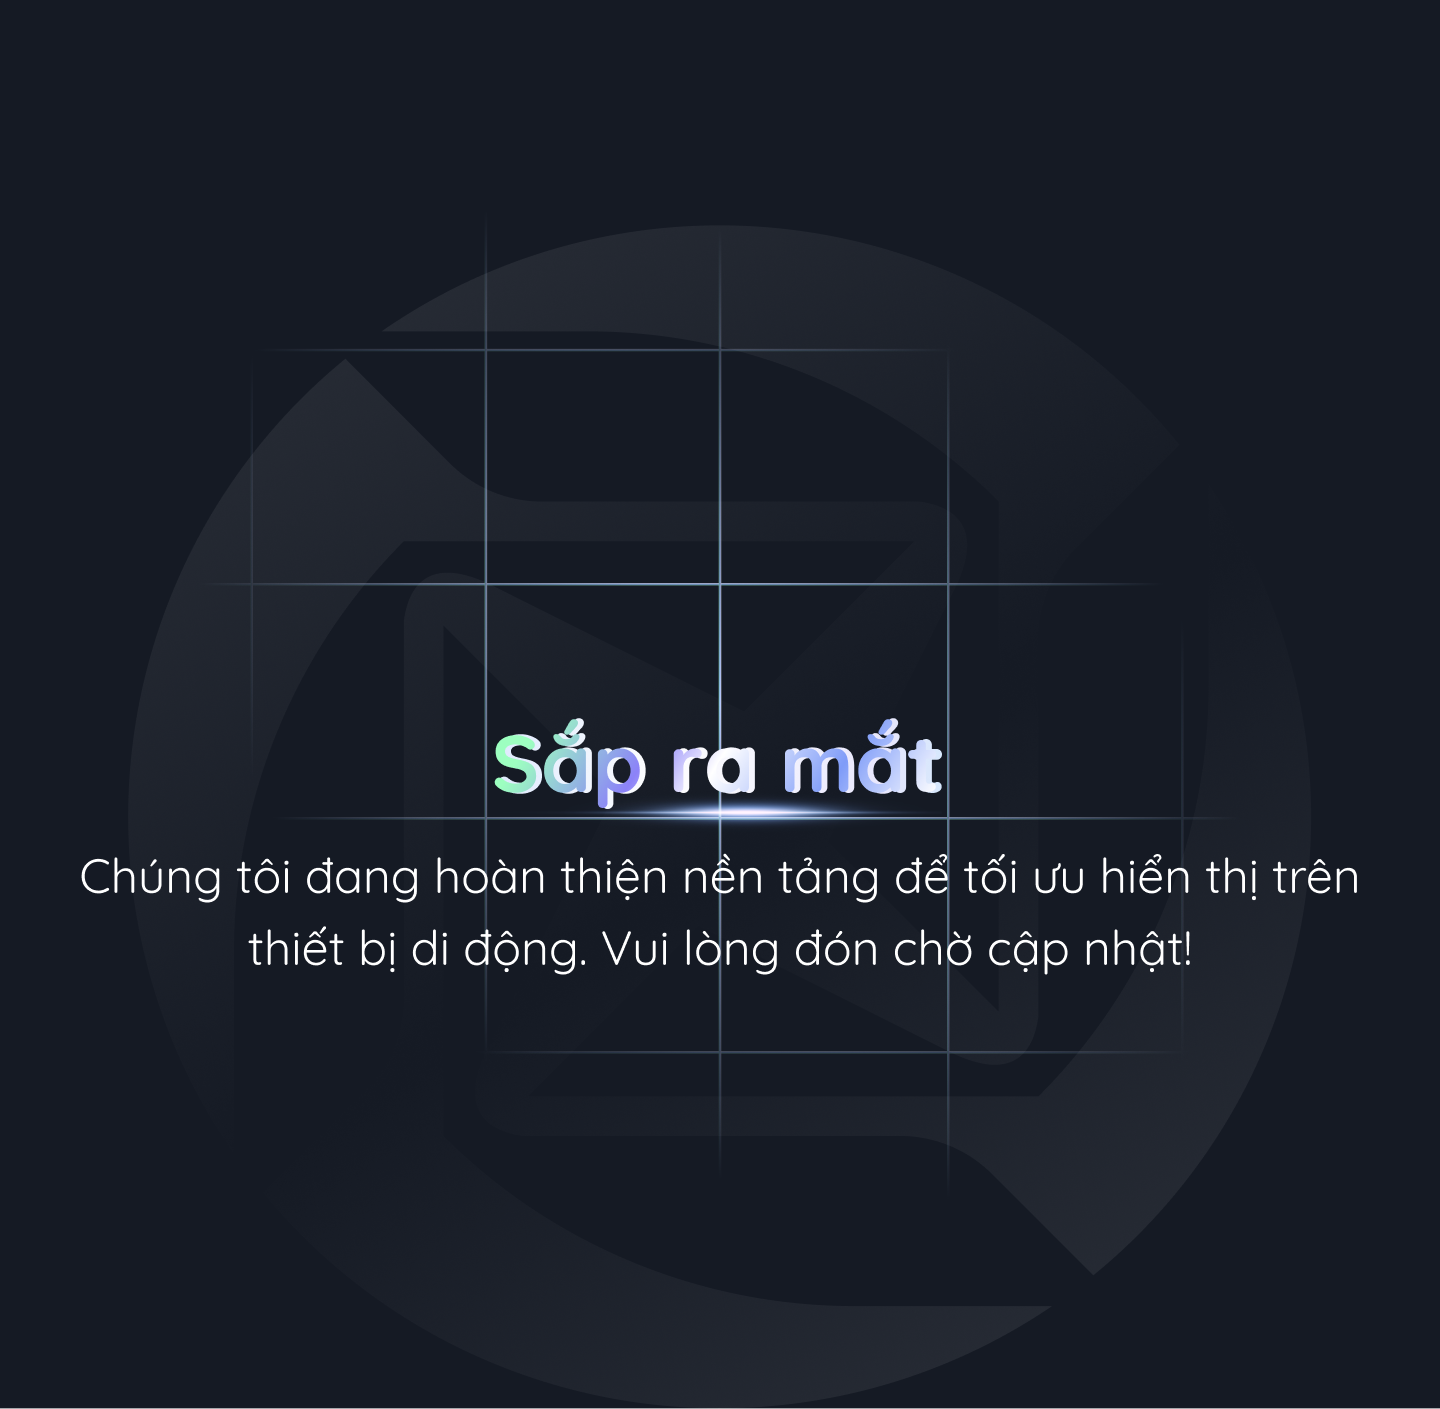 Sắp ra mắt
Chúng tôi đang hoàn thiện nền tảng để tối ưu hiển thị trên
thiết bị di động. Vui lòng đón chờ cập nhật!